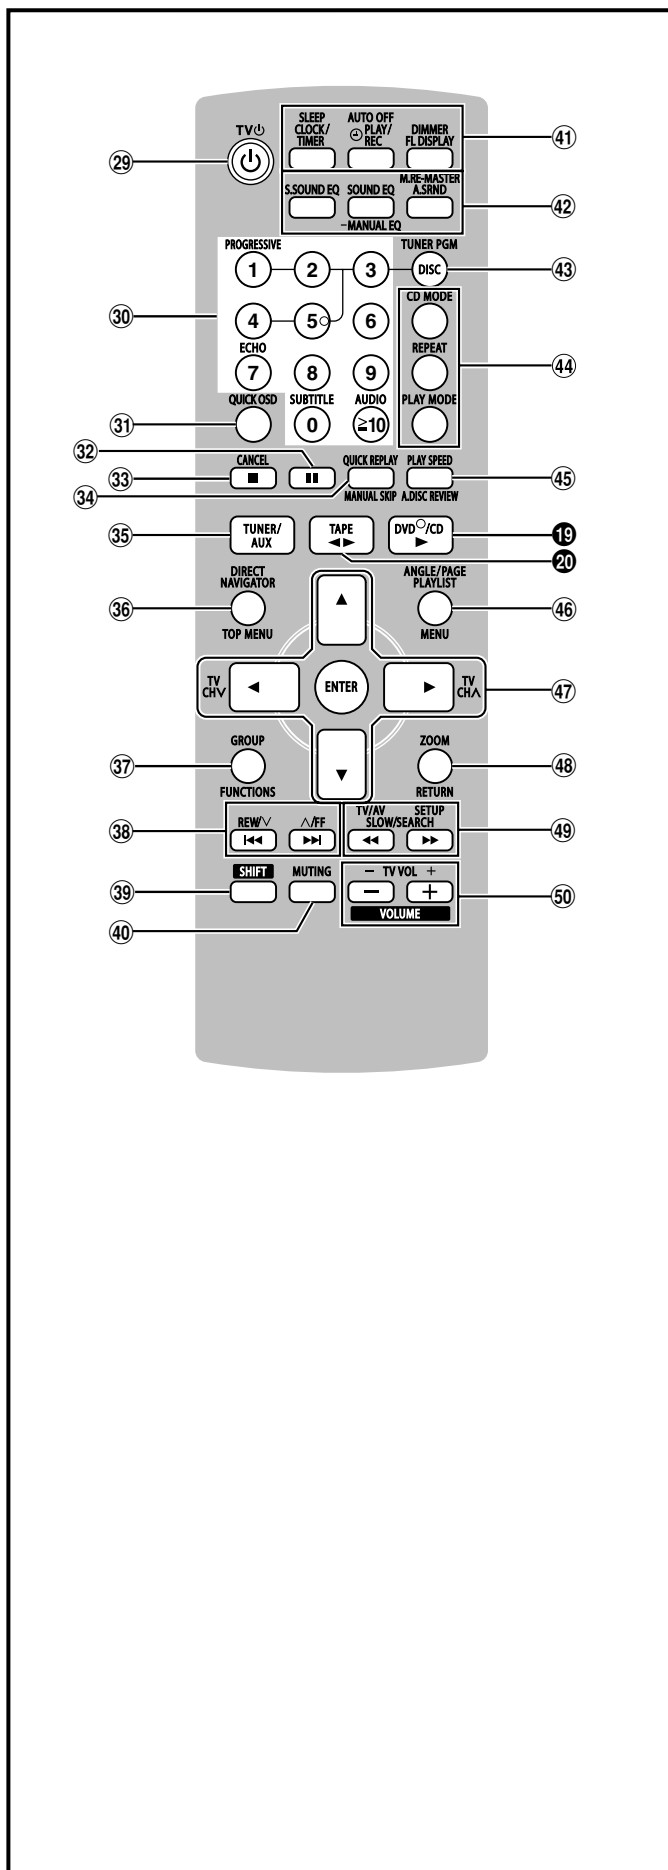 SLEEP AUTO OFF
CLOCK/ PLAY/ DIMMER
TIMER REC FL DISPLAY
TV⏻
41
29
M.RE-MASTER
S.SOUND EQ SOUND EQ A.SRND
42
–MANUAL EQ
PROGRESSIVE TUNER PGM
1 2 3 DISC
43
CD MODE
30
4 5 6
ECHO REPEAT
7 8 9
44
QUICK OSD SUBTITLE AUDIO PLAY MODE
31
0 ≧10
32
CANCEL QUICK REPLAY PLAY SPEED
33
■ ▮▮
45
34
MANUAL SKIP A.DISC REVIEW
35
TUNER/ TAPE DVD○/CD
AUX ◄► ►
19
20
DIRECT ANGLE/PAGE
NAVIGATOR PLAYLIST
36
▲
46
TOP MENU MENU
TV
CH∨
◄ ENTER ►
TV
CH∧
47
GROUP ZOOM
37
▼
48
FUNCTIONS RETURN
TV/AV SETUP
REW/∨ ∧/FF SLOW/SEARCH
38
I◄◄ ►►I ◄◄ ►►
49
SHIFT MUTING – TV VOL +
39
– +
50
VOLUME
40